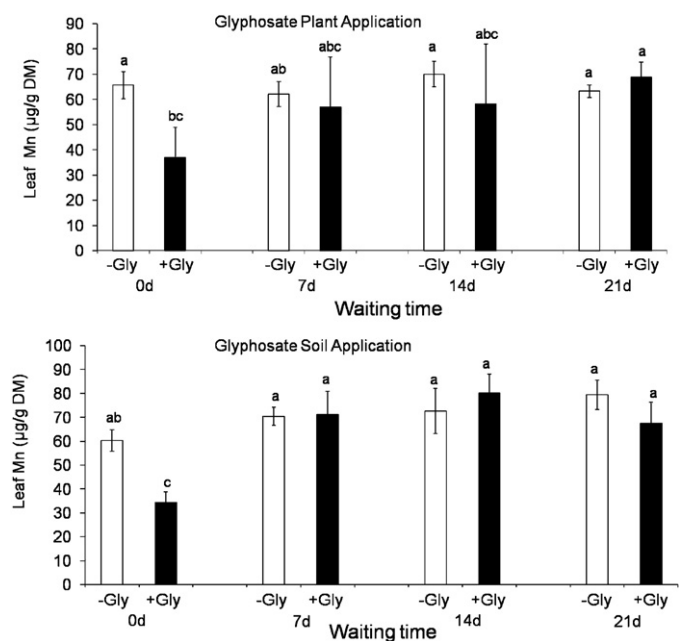 Glyphosate Plant Application
Leaf Mn (µg/g DM)
90
80
70
60
50
40
30
20
10
0
a
bc
ab
abc
a
abc
a
a
-Gly +Gly -Gly +Gly -Gly +Gly -Gly +Gly
0d 7d 14d 21d
Waiting time
Glyphosate Soil Application
Leaf Mn (µg/g DM)
100
90
80
70
60
50
40
30
20
10
0
ab
c
a
a
a
a
a
a
-Gly +Gly -Gly +Gly -Gly +Gly -Gly +Gly
0d 7d 14d 21d
Waiting time